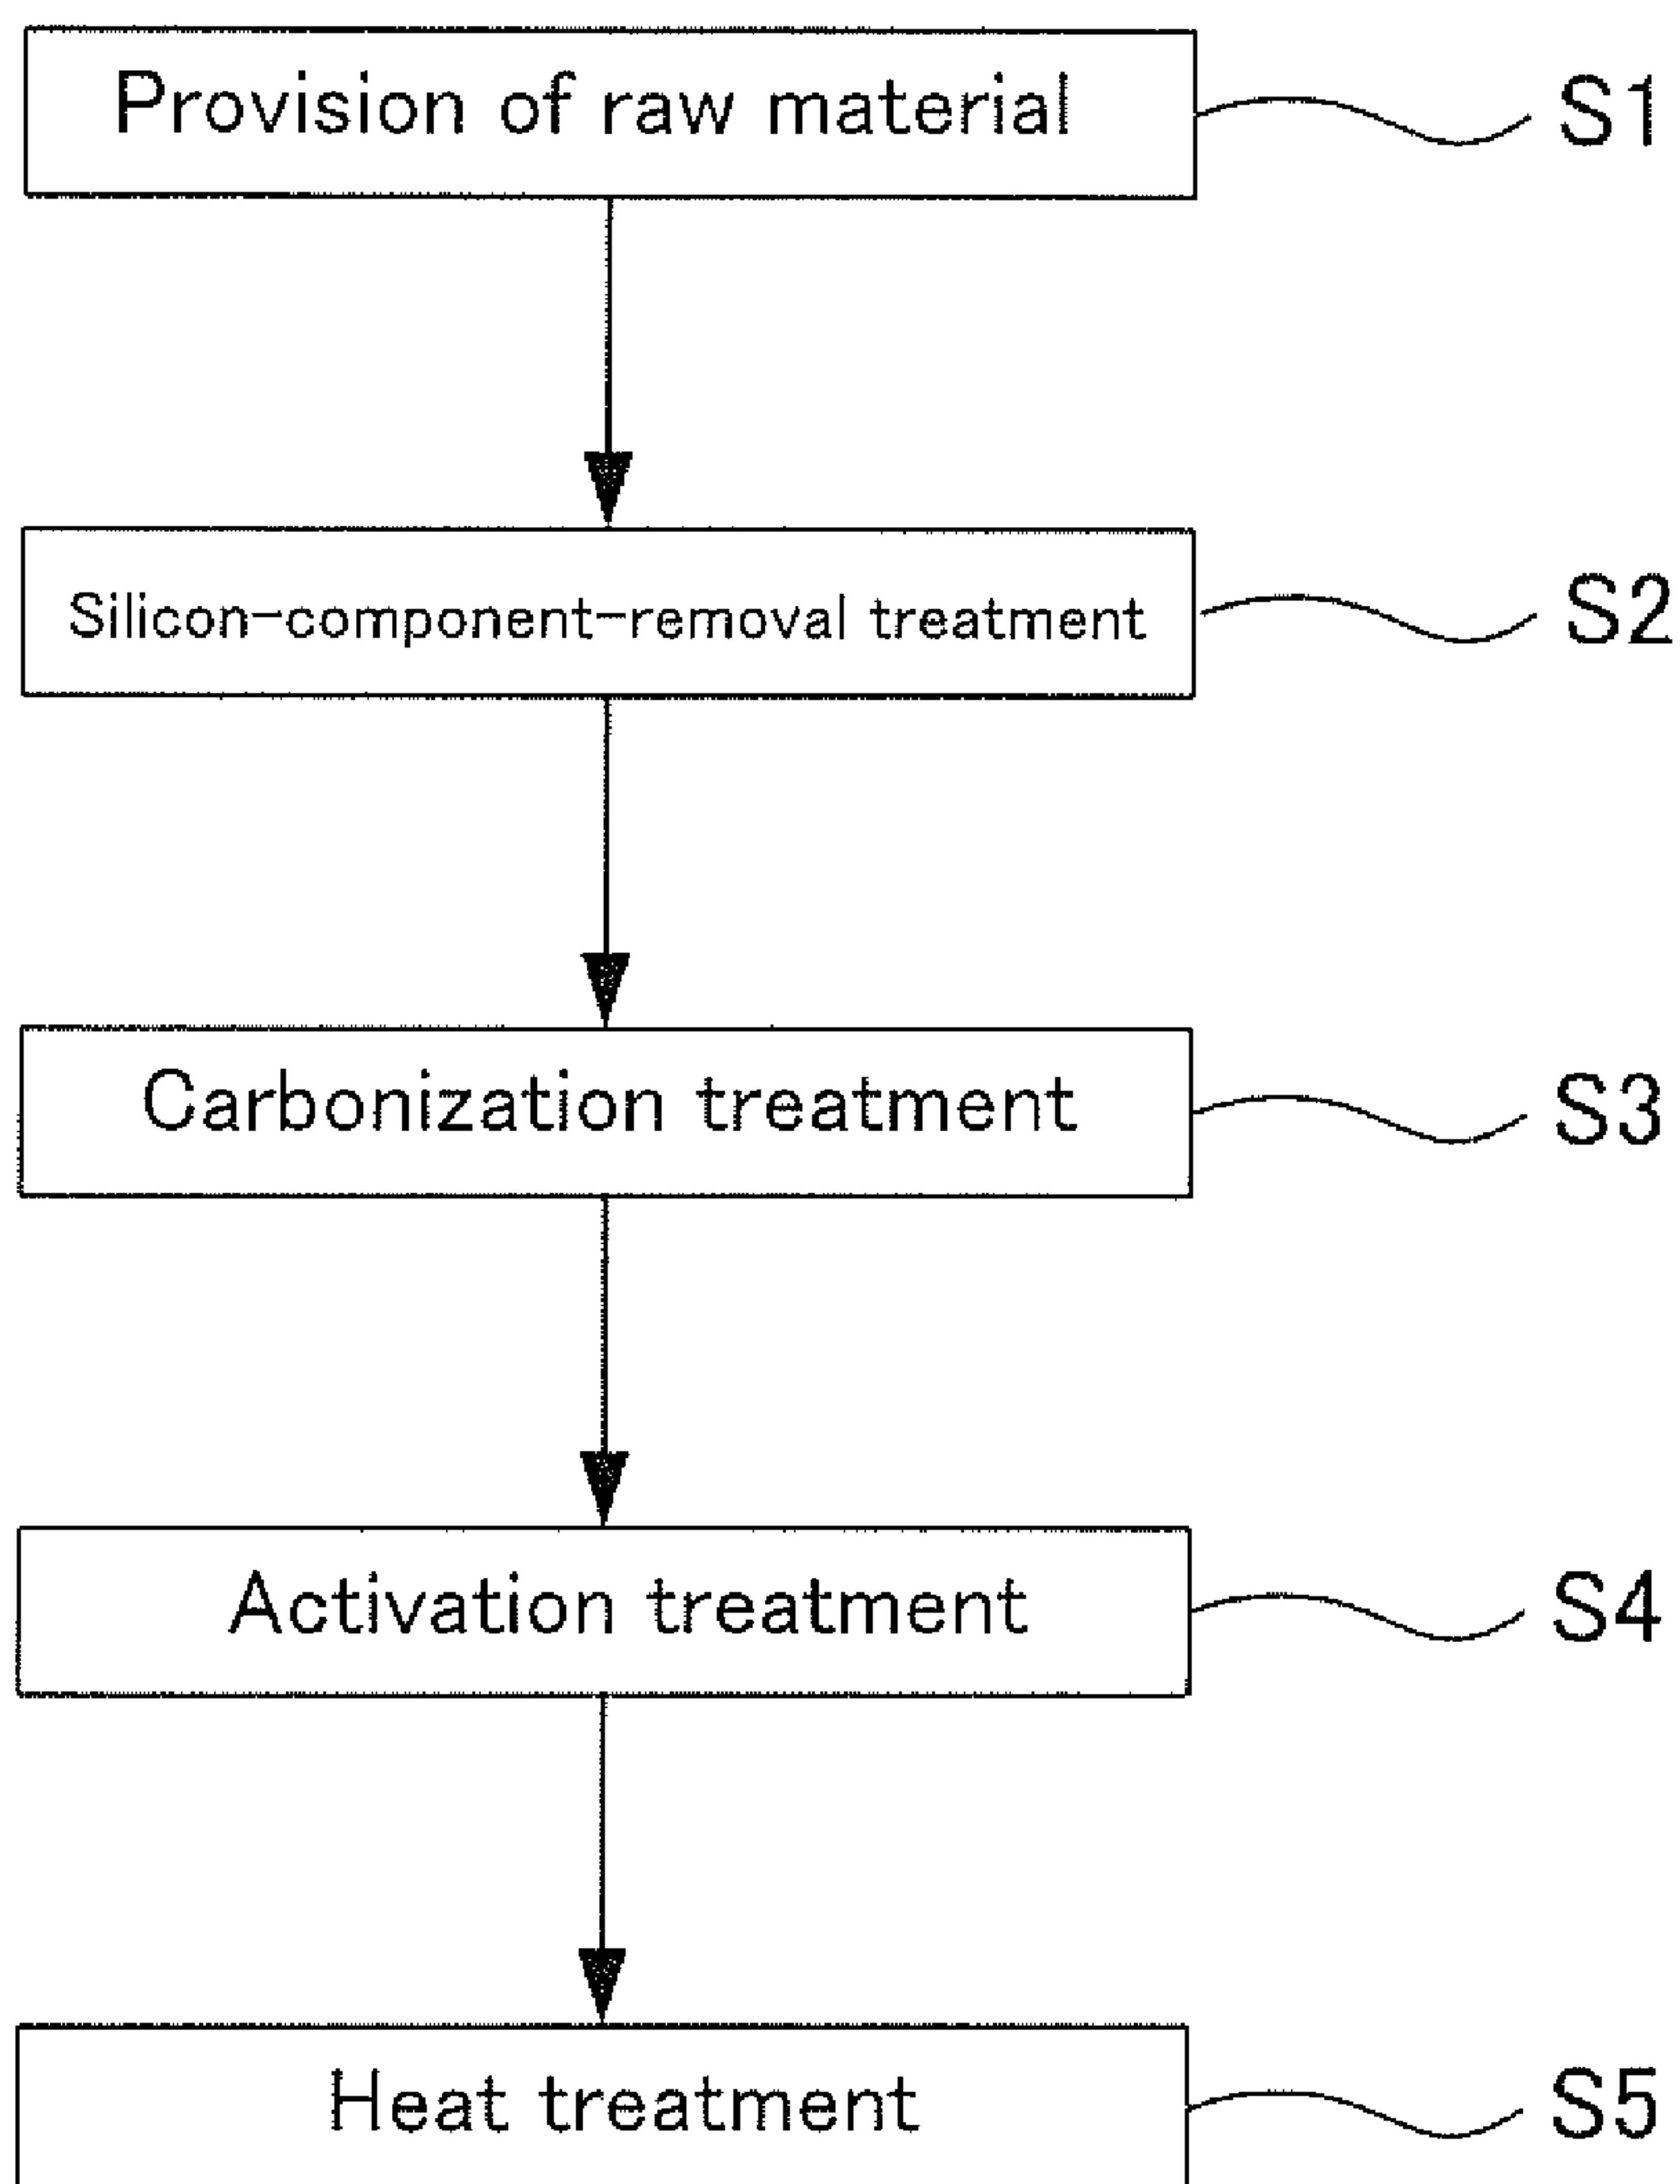 Provision of raw material S1
Silicon-component-removal treatment S2
Carbonization treatment S3
Activation treatment S4
Heat treatment S5